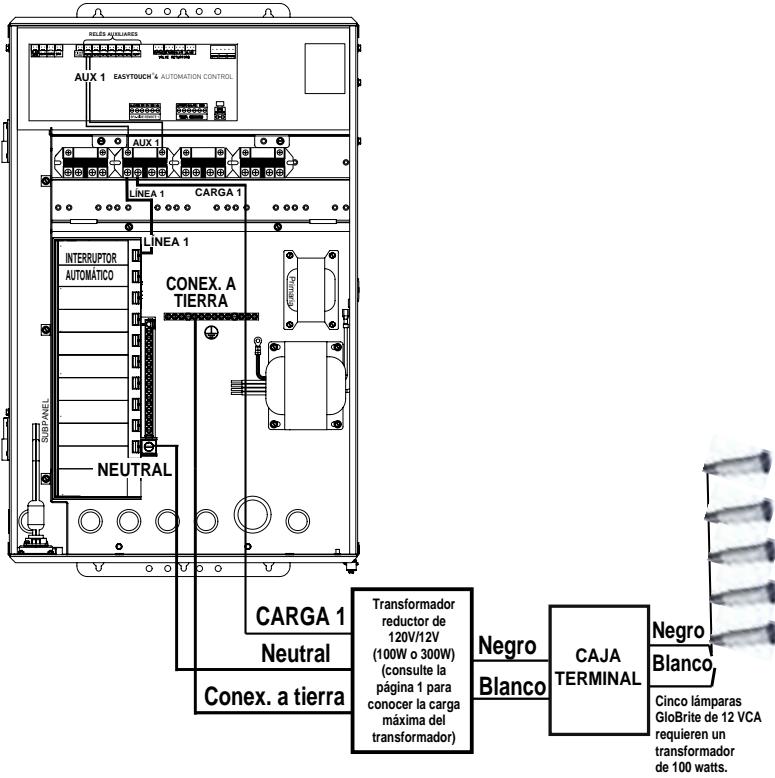 RELÉS AUXILIARES
AUX 1
EASYTOUCH®4 AUTOMATION CONTROL
AUX 1
LÍNEA 1
CARGA 1
LÍNEA 1
INTERRUPTOR
AUTOMÁTICO
CONEX. A
TIERRA
Primario
SUBPANEL
NEUTRAL
CARGA 1
Neutral
Conex. a tierra
Transformador
reductor de
120V/12V
(100W o 300W)
(consulte la
página 1 para
conocer la carga
máxima del
transformador)
Negro
Blanco
CAJA
TERMINAL
Negro
Blanco
Cinco lámparas
GloBrite de 12 VCA
requieren un
transformador
de 100 watts.